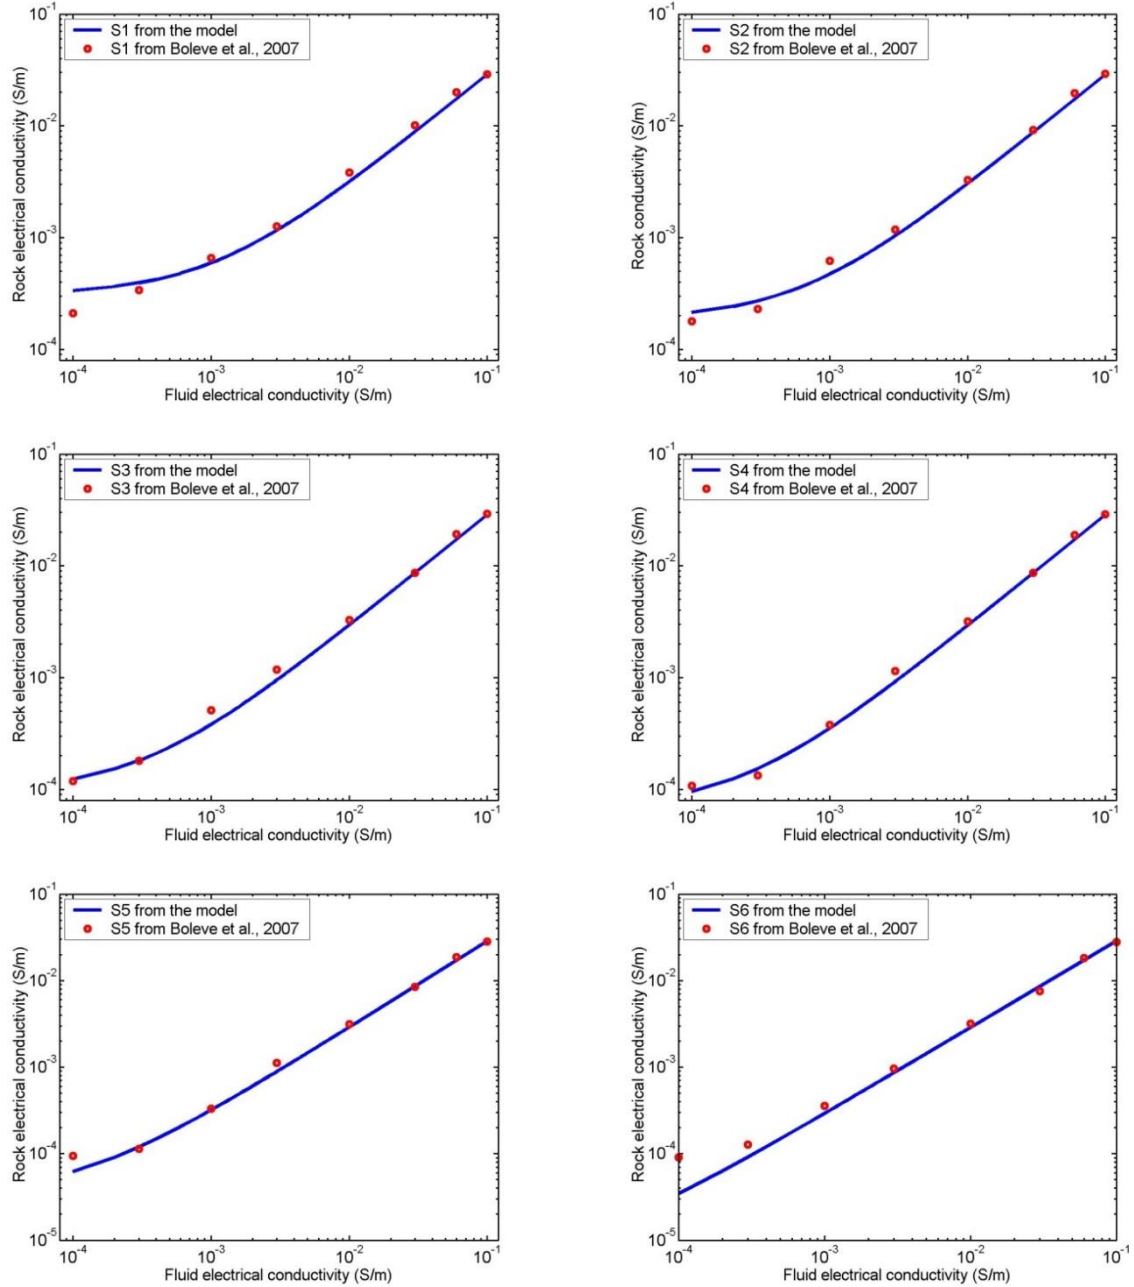 S1 from the model
S1 from Boleve et al., 2007
Rock electrical conductivity (S/m)
10⁻¹
10⁻²
10⁻³
10⁻⁴
10⁻⁴ 10⁻³ 10⁻² 10⁻¹
Fluid electrical conductivity (S/m)
S2 from the model
S2 from Boleve et al., 2007
Rock conductivity (S/m)
10⁻¹
10⁻²
10⁻³
10⁻⁴
10⁻⁴ 10⁻³ 10⁻² 10⁻¹
Fluid electrical conductivity (S/m)
S3 from the model
S3 from Boleve et al., 2007
Rock electrical conductivity (S/m)
10⁻¹
10⁻²
10⁻³
10⁻⁴
10⁻⁴ 10⁻³ 10⁻² 10⁻¹
Fluid electrical conductivity (S/m)
S4 from the model
S4 from Boleve et al., 2007
Rock electrical conductivity (S/m)
10⁻¹
10⁻²
10⁻³
10⁻⁴
10⁻⁴ 10⁻³ 10⁻² 10⁻¹
Fluid electrical conductivity (S/m)
S5 from the model
S5 from Boleve et al., 2007
Rock electrical conductivity (S/m)
10⁻¹
10⁻²
10⁻³
10⁻⁴
10⁻⁵
10⁻⁴ 10⁻³ 10⁻² 10⁻¹
Fluid electrical conductivity (S/m)
S6 from the model
S6 from Boleve et al., 2007
Rock electrical conductivity (S/m)
10⁻¹
10⁻²
10⁻³
10⁻⁴
10⁻⁵
10⁻⁴ 10⁻³ 10⁻² 10⁻¹
Fluid electrical conductivity (S/m)